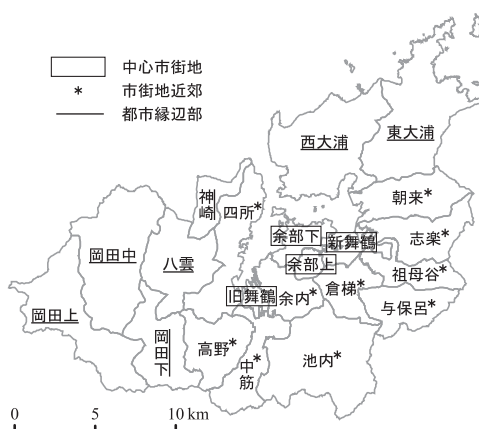 中心市街地
* 市街地近郊
都市縁辺部
西大浦
東大浦
神崎
四所*
朝来*
余部下
新舞鶴
志楽*
岡田中
八雲
余部上
祖母谷*
岡田上
旧舞鶴
余内*
倉梯*
与保呂*
岡田下
高野*
中筋*
池内*
0 5 10 km